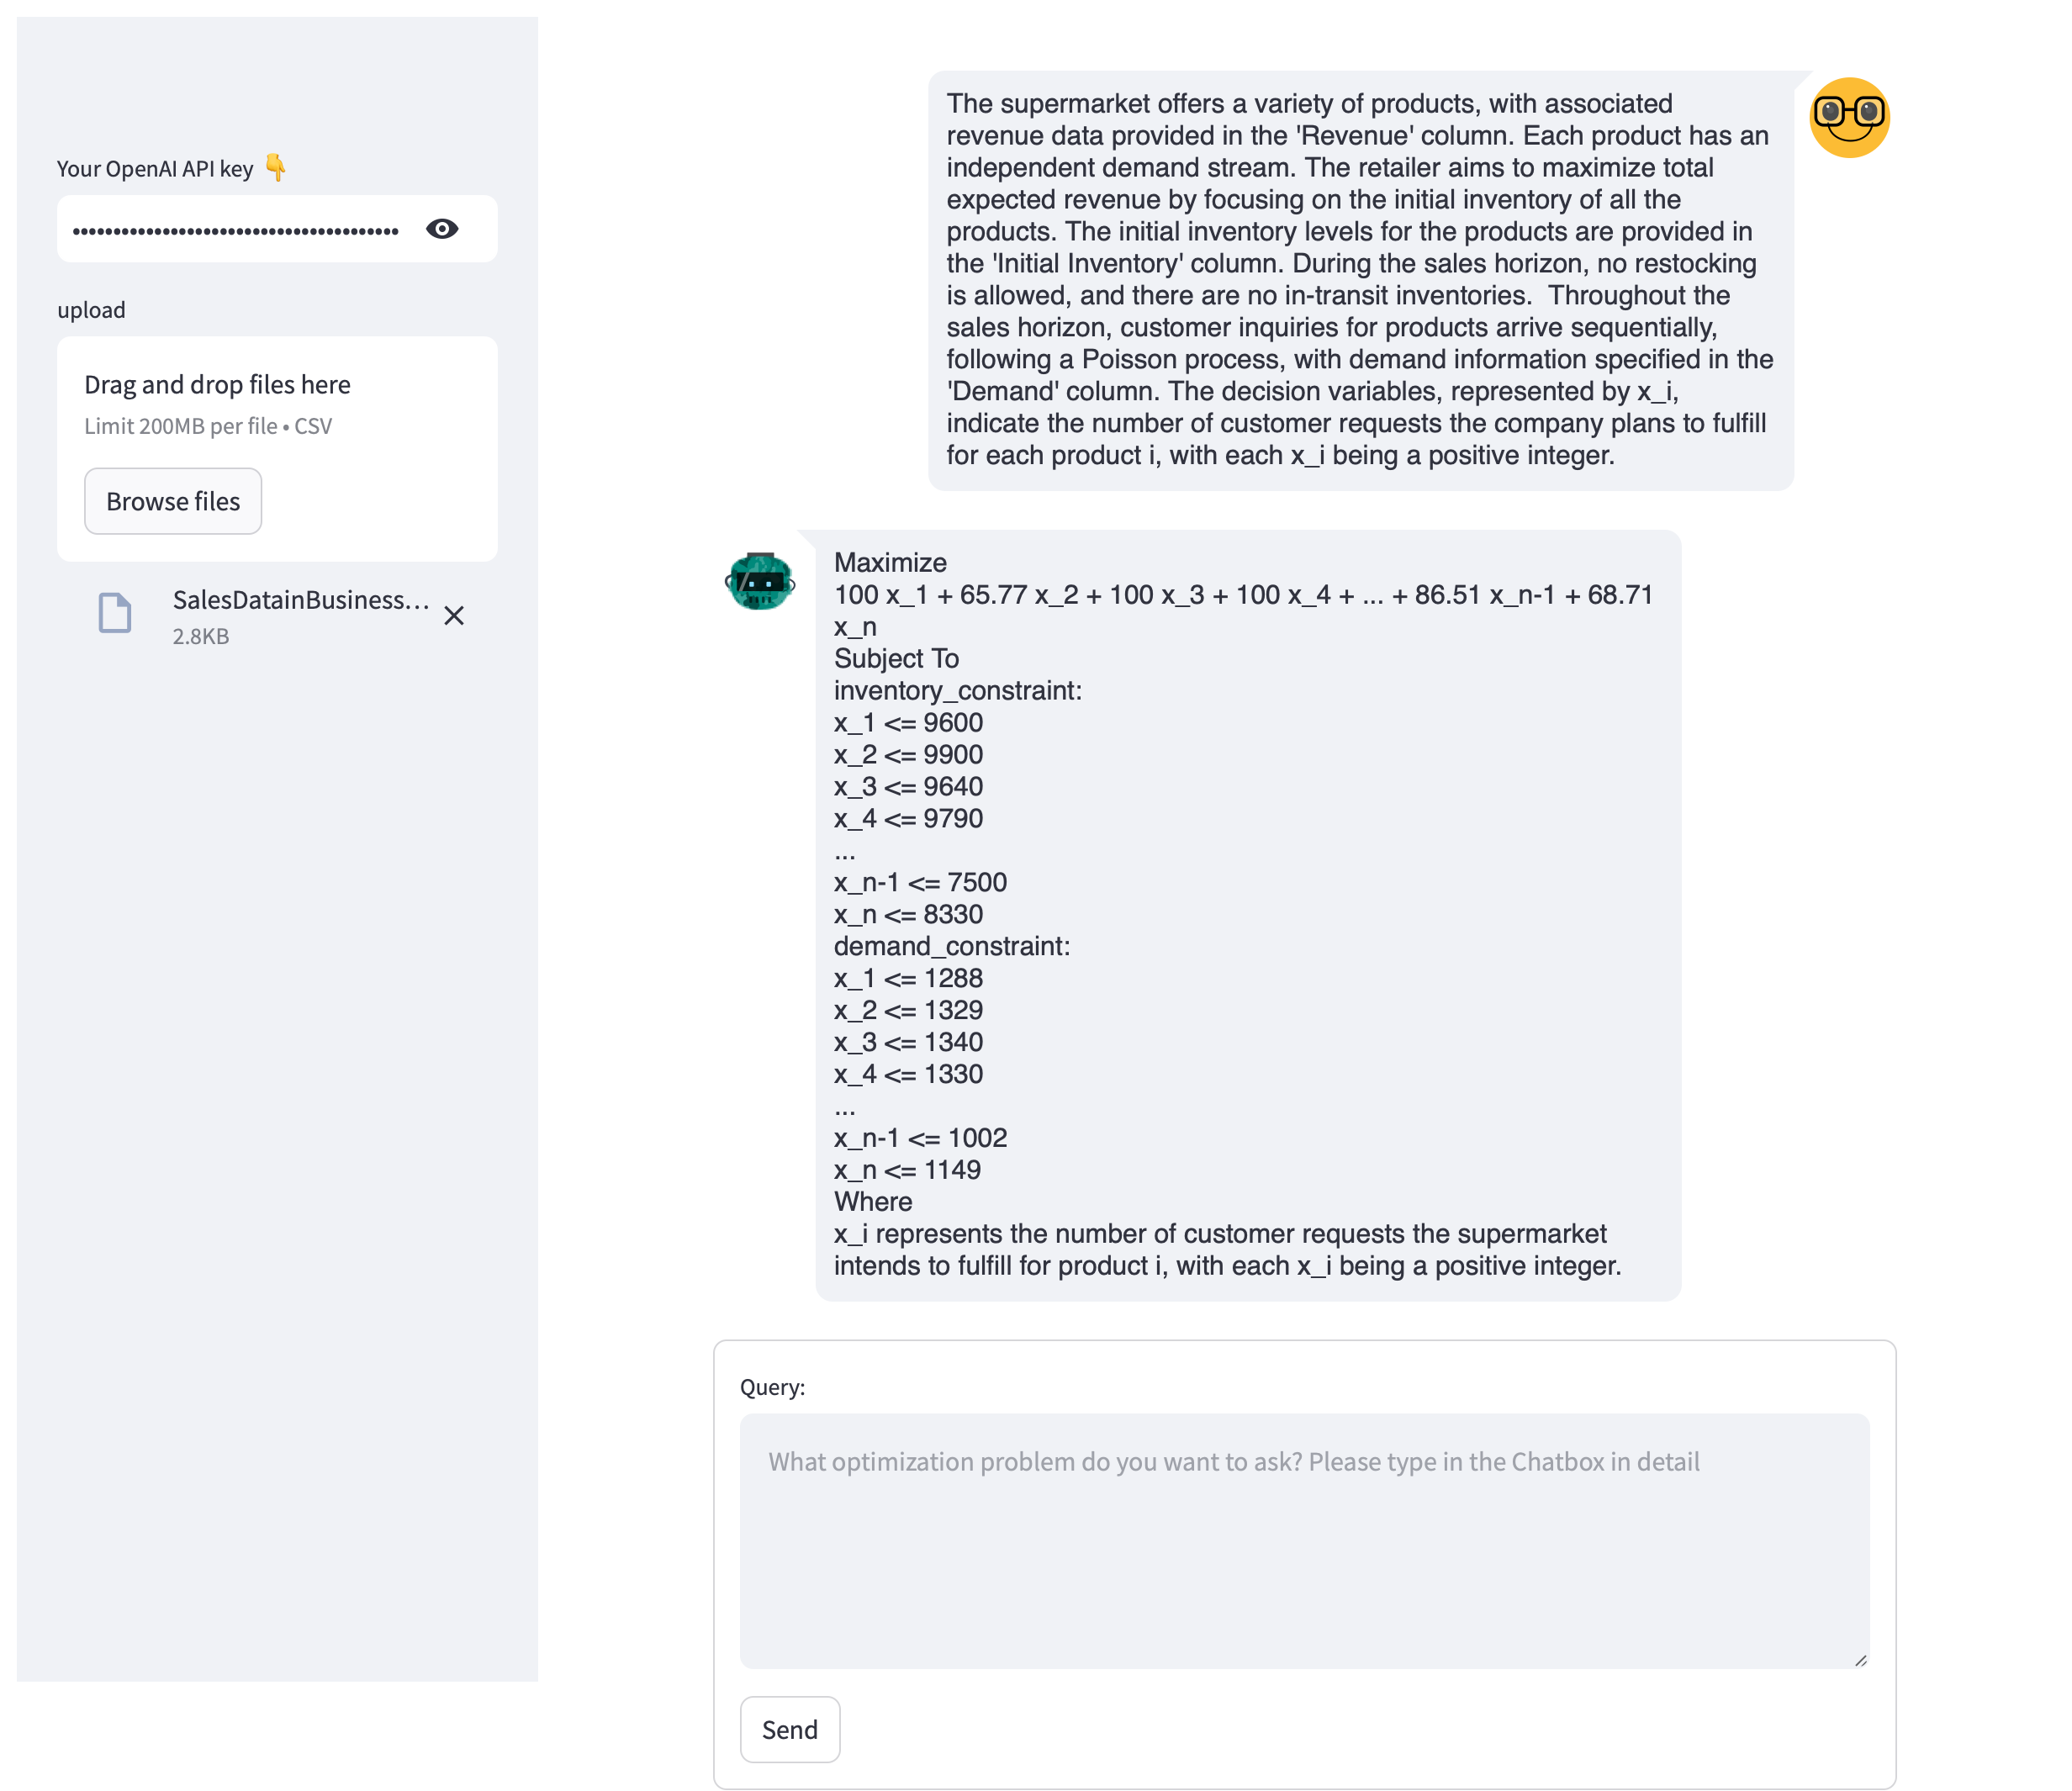 Your OpenAI API key 👇
••••••••••••••••••••••••••••••••••••••••
upload
Drag and drop files here
Limit 200MB per file • CSV
Browse files
SalesDatainBusiness...
2.8KB
The supermarket offers a variety of products, with associated
revenue data provided in the 'Revenue' column. Each product has an
independent demand stream. The retailer aims to maximize total
expected revenue by focusing on the initial inventory of all the
products. The initial inventory levels for the products are provided in
the 'Initial Inventory' column. During the sales horizon, no restocking
is allowed, and there are no in-transit inventories.  Throughout the
sales horizon, customer inquiries for products arrive sequentially,
following a Poisson process, with demand information specified in the
'Demand' column. The decision variables, represented by x_i,
indicate the number of customer requests the company plans to fulfill
for each product i, with each x_i being a positive integer.
Maximize
100 x_1 + 65.77 x_2 + 100 x_3 + 100 x_4 + ... + 86.51 x_n-1 + 68.71
x_n
Subject To
inventory_constraint:
x_1 <= 9600
x_2 <= 9900
x_3 <= 9640
x_4 <= 9790
...
x_n-1 <= 7500
x_n <= 8330
demand_constraint:
x_1 <= 1288
x_2 <= 1329
x_3 <= 1340
x_4 <= 1330
...
x_n-1 <= 1002
x_n <= 1149
Where
x_i represents the number of customer requests the supermarket
intends to fulfill for product i, with each x_i being a positive integer.
Query:
What optimization problem do you want to ask? Please type in the Chatbox in detail
Send